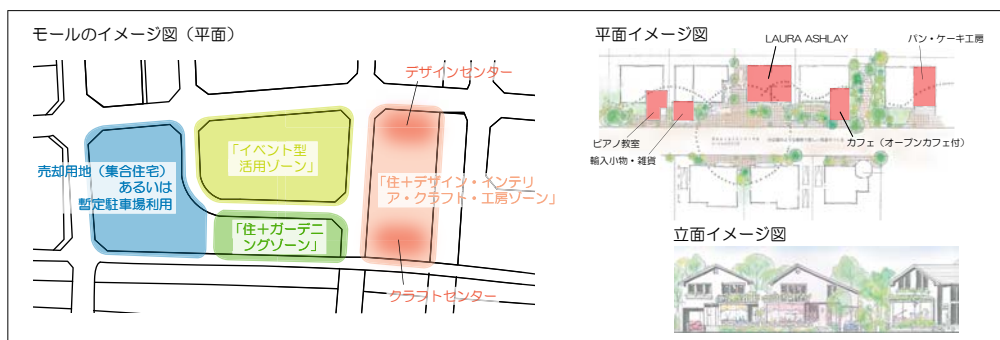 モールのイメージ図（平面）
デザインセンター
売却用地（集合住宅）
あるいは
暫定駐車場利用
「イベント型
活用ゾーン」
「住＋デザイン・インテリ
ア・クラフト・工房ゾーン」
「住＋ガーデニ
ングゾーン」
クラフトセンター
平面イメージ図
LAURA ASHLAY
パン・ケーキ工房
ピアノ教室
輸入小物・雑貨
カフェ（オープンカフェ付）
立面イメージ図